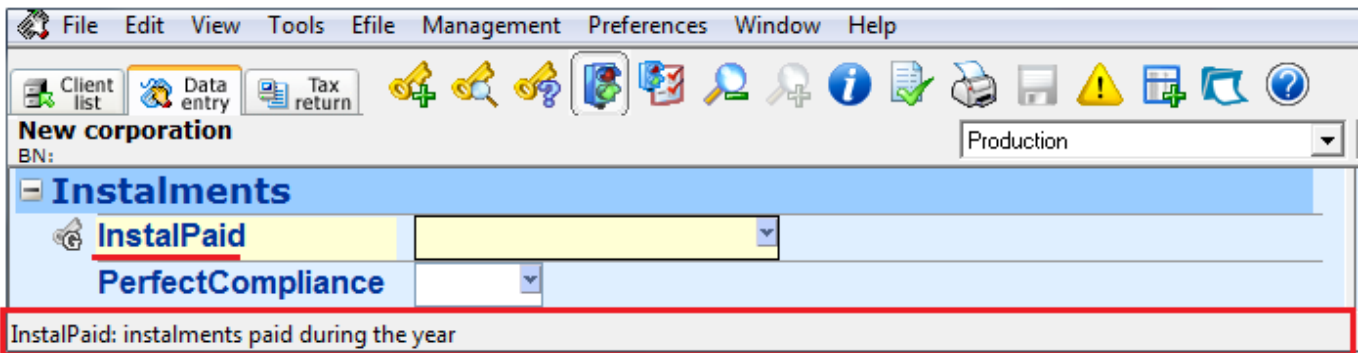 File Edit View Tools Efile Management Preferences Window Help
Client list Data entry Tax return
New corporation
Production
BN:
Instalments
InstalPaid
PerfectCompliance
InstalPaid: instalments paid during the year